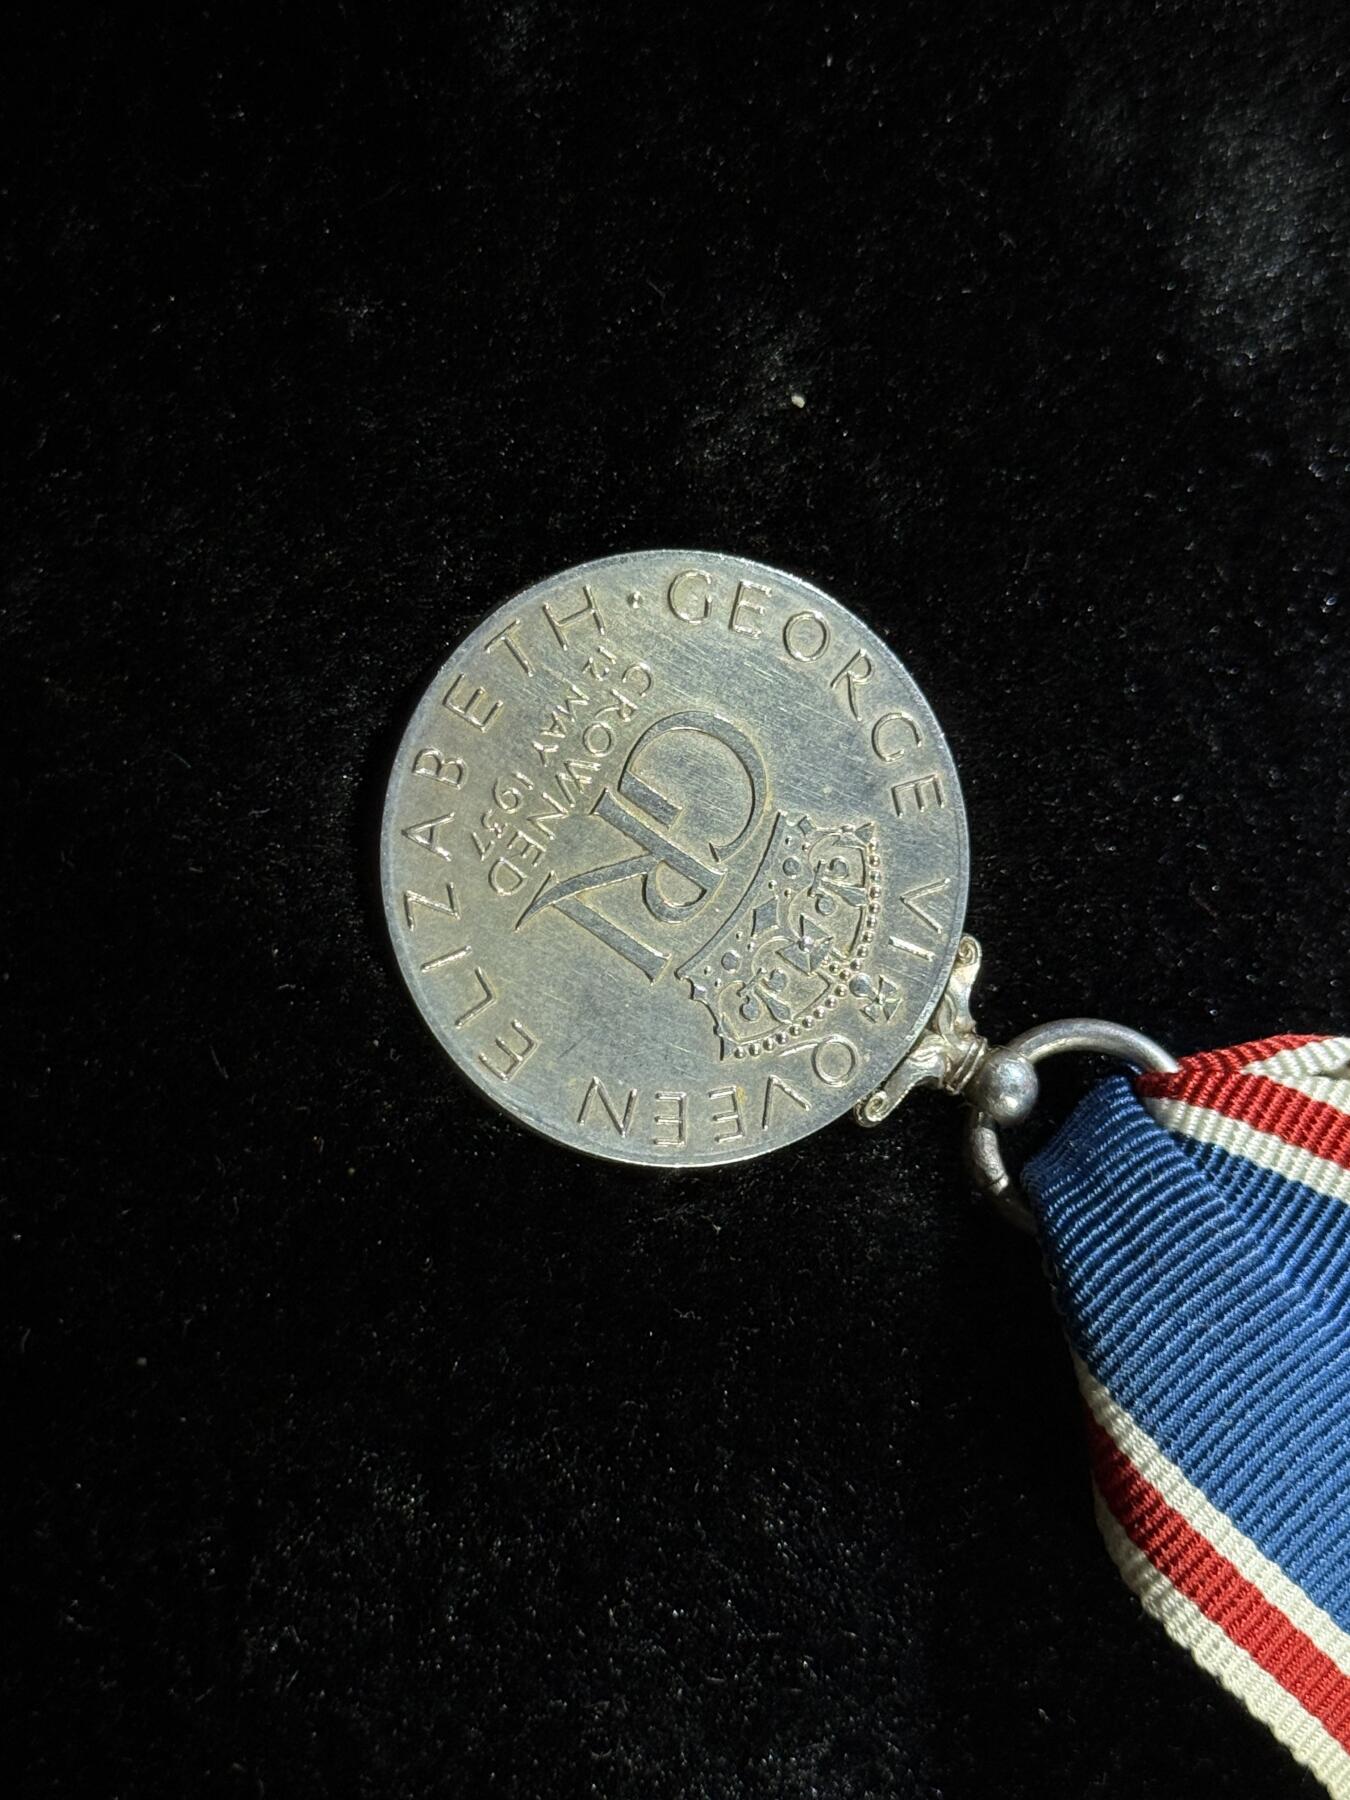 GEORGE VI
QVEEN ELIZABETH ·
GR
CROWNED
12 MAY 1937